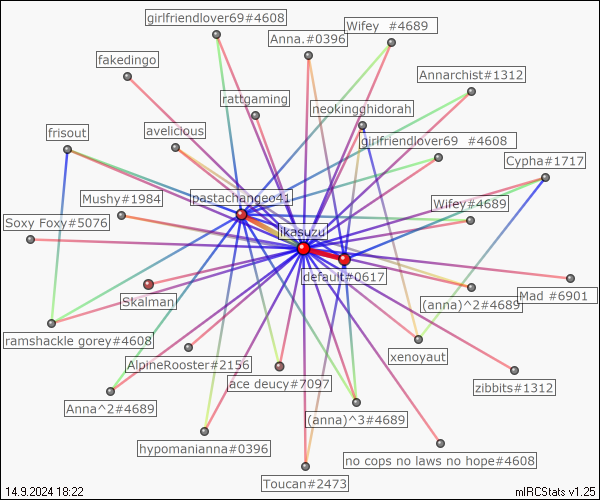 girlfriendlover69#4608
Wifey #4689
Anna.#0396
fakedingo
Annarchist#1312
rattgaming
neokingghidorah
frisout
avelicious
girlfriendlover69 #4608
Cypha#1717
Mushy#1984
pastachangeo41
Wifey#4689
Soxy Foxy#5076
ikasuzu
default#0617
Skalman
(anna)^2#4689
Mad #6901
ramshackle gorey#4608
xenoyaut
AlpineRooster#2156
ace deucy#7097
zibbits#1312
Anna^2#4689
(anna)^3#4689
hypomanianna#0396
no cops no laws no hope#4608
Toucan#2473
14.9.2024 18:22
mIRCStats v1.25